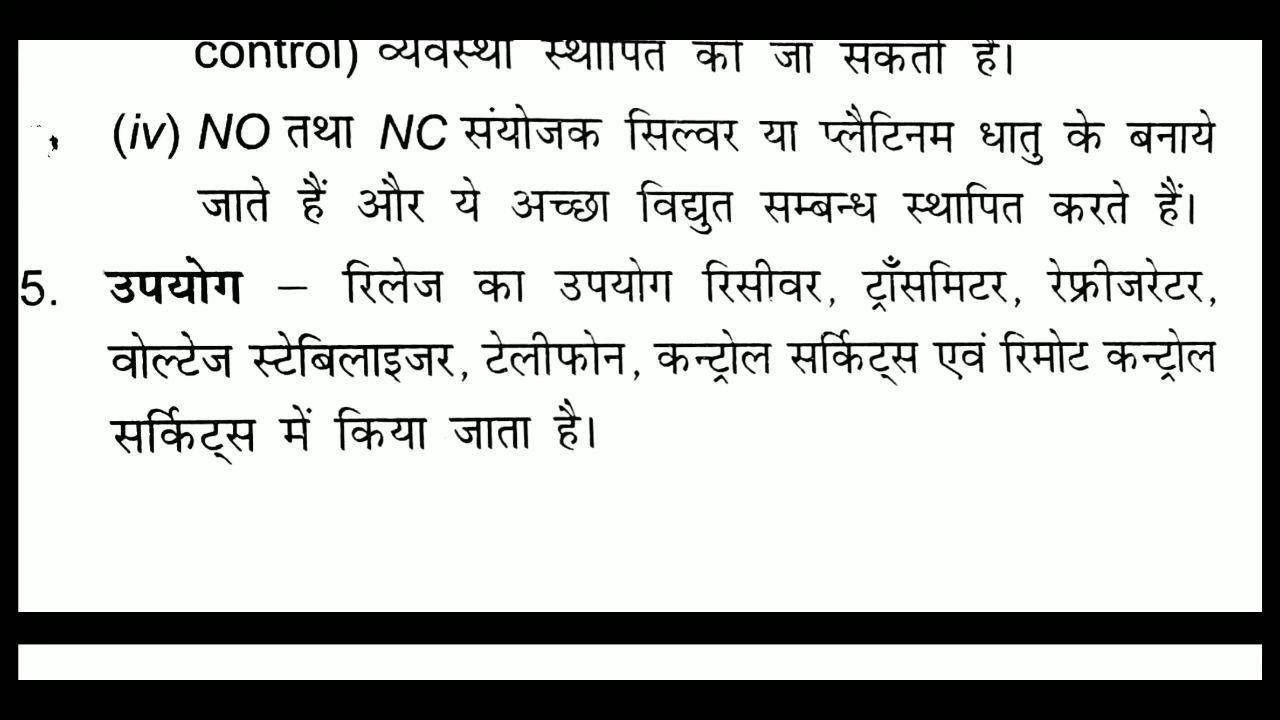 control) व्यवस्था स्थापित की जा सकती है।
(iv) NO तथा NC संयोजक सिल्वर या प्लैटिनम धातु के बनाये
जाते हैं और ये अच्छा विद्युत सम्बन्ध स्थापित करते हैं।
5. उपयोग – रिलेज का उपयोग रिसीवर, ट्राँसमिटर, रेफ्रीजरेटर,
वोल्टेज स्टेबिलाइजर, टेलीफोन, कन्ट्रोल सर्किट्स एवं रिमोट कन्ट्रोल
सर्किट्स में किया जाता है।